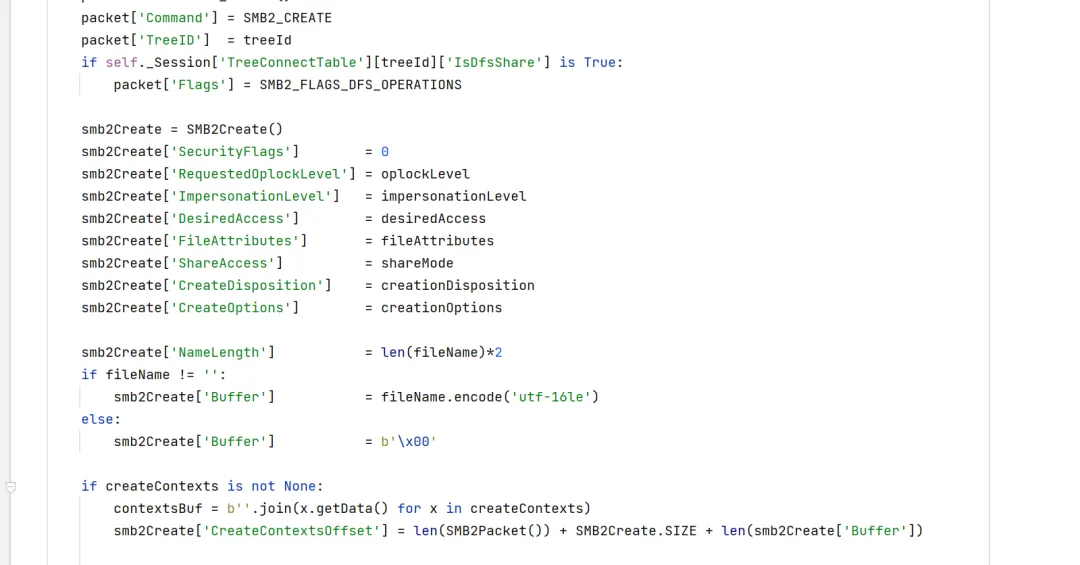 packet['Command'] = SMB2_CREATE
packet['TreeID']  = treeId
if self._Session['TreeConnectTable'][treeId]['IsDfsShare'] is True:
    packet['Flags'] = SMB2_FLAGS_DFS_OPERATIONS

smb2Create = SMB2Create()
smb2Create['SecurityFlags']        = 0
smb2Create['RequestedOplockLevel'] = oplockLevel
smb2Create['ImpersonationLevel']   = impersonationLevel
smb2Create['DesiredAccess']        = desiredAccess
smb2Create['FileAttributes']       = fileAttributes
smb2Create['ShareAccess']          = shareMode
smb2Create['CreateDisposition']    = creationDisposition
smb2Create['CreateOptions']        = creationOptions

smb2Create['NameLength']           = len(fileName)*2
if fileName != '':
    smb2Create['Buffer']           = fileName.encode('utf-16le')
else:
    smb2Create['Buffer']           = b'\x00'

if createContexts is not None:
    contextsBuf = b''.join(x.getData() for x in createContexts)
    smb2Create['CreateContextsOffset'] = len(SMB2Packet()) + SMB2Create.SIZE + len(smb2Create['Buffer'])